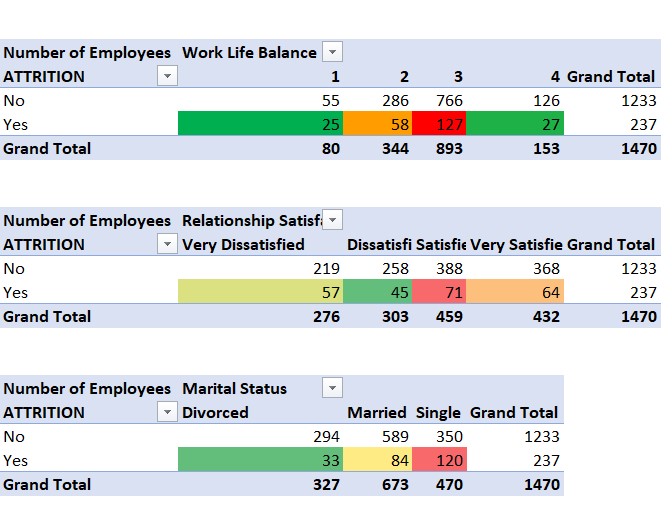 Number of Employees Work Life Balance
ATTRITION 1 2 3 4 Grand Total
No 55 286 766 126 1233
Yes 25 58 127 27 237
Grand Total 80 344 893 153 1470
Number of Employees Relationship Satisfa
ATTRITION Very Dissatisfied Dissatisfi Satisfie Very Satisfie Grand Total
No 219 258 388 368 1233
Yes 57 45 71 64 237
Grand Total 276 303 459 432 1470
Number of Employees Marital Status
ATTRITION Divorced Married Single Grand Total
No 294 589 350 1233
Yes 33 84 120 237
Grand Total 327 673 470 1470